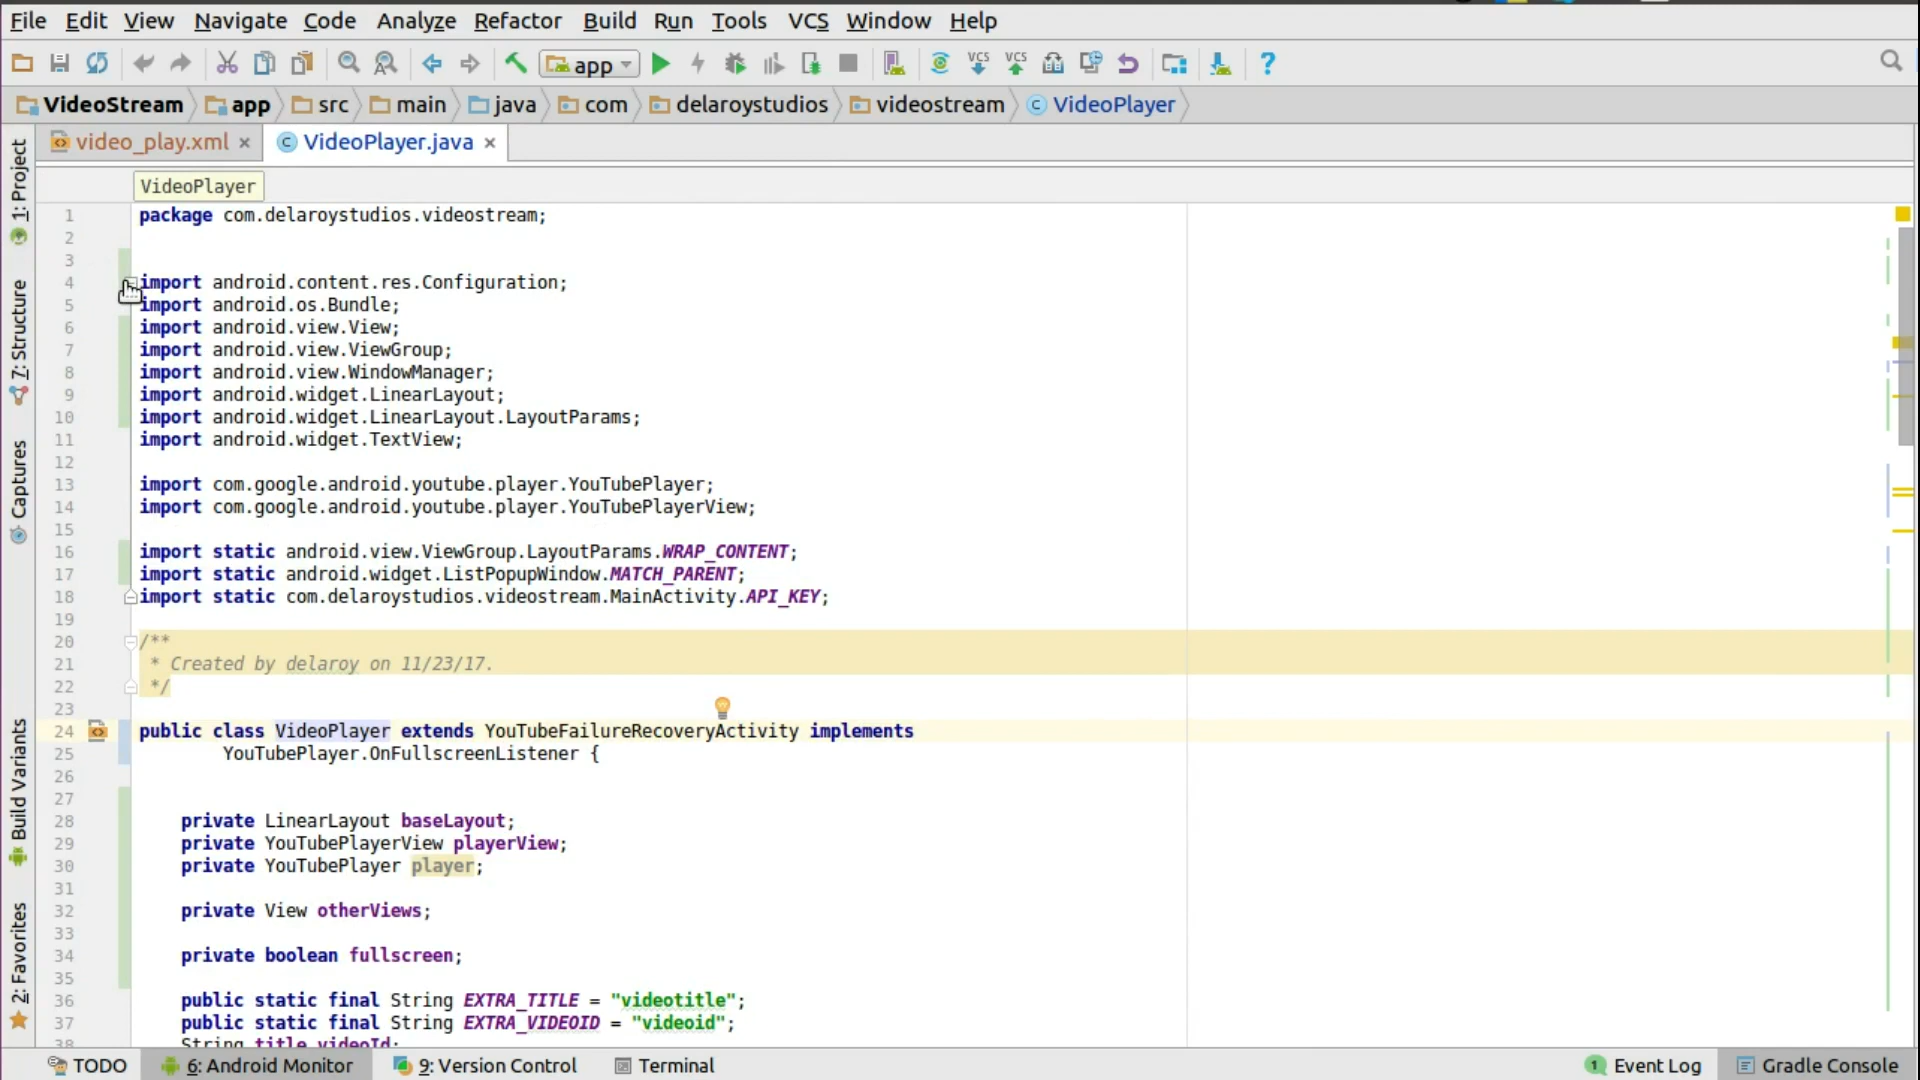 File Edit View Navigate Code Analyze Refactor Build Run Tools VCS Window Help
app VCS VCS ?
VideoStream app src main java com delaroystudios videostream VideoPlayer
video_play.xml VideoPlayer.java
VideoPlayer
1 package com.delaroystudios.videostream;
2
3
4 import android.content.res.Configuration;
5 import android.os.Bundle;
6 import android.view.View;
7 import android.view.ViewGroup;
8 import android.view.WindowManager;
9 import android.widget.LinearLayout;
10 import android.widget.LinearLayout.LayoutParams;
11 import android.widget.TextView;
12
13 import com.google.android.youtube.player.YouTubePlayer;
14 import com.google.android.youtube.player.YouTubePlayerView;
15
16 import static android.view.ViewGroup.LayoutParams.WRAP_CONTENT;
17 import static android.widget.ListPopupWindow.MATCH_PARENT;
18 import static com.delaroystudios.videostream.MainActivity.API_KEY;
19
20 /**
21 * Created by delaroy on 11/23/17.
22 */
23
24 public class VideoPlayer extends YouTubeFailureRecoveryActivity implements
25 YouTubePlayer.OnFullscreenListener {
26
27
28 private LinearLayout baseLayout;
29 private YouTubePlayerView playerView;
30 private YouTubePlayer player;
31
32 private View otherViews;
33
34 private boolean fullscreen;
35
36 public static final String EXTRA_TITLE = "videotitle";
37 public static final String EXTRA_VIDEOID = "videoid";
38 String title,videoId;
1: Project
7: Structure
Captures
Build Variants
2: Favorites
TODO 6: Android Monitor 9: Version Control Terminal 1 Event Log Gradle Console